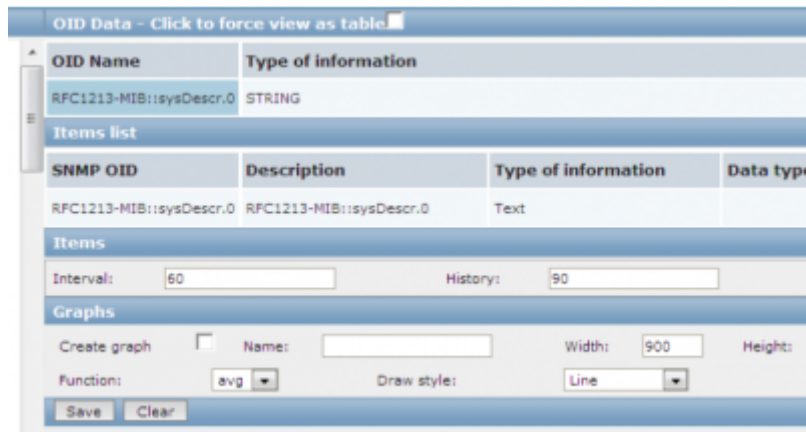 OID Data - Click to force view as table
OID Name Type of information
RFC1213-MIB::sysDescr.0 STRING
Items list
SNMP OID Description Type of information Data type
RFC1213-MIB::sysDescr.0 RFC1213-MIB::sysDescr.0 Text
Items
Interval: 60 History: 90
Graphs
Create graph Name: Width: 900 Height:
Function: avg Draw style: Line
Save Clear